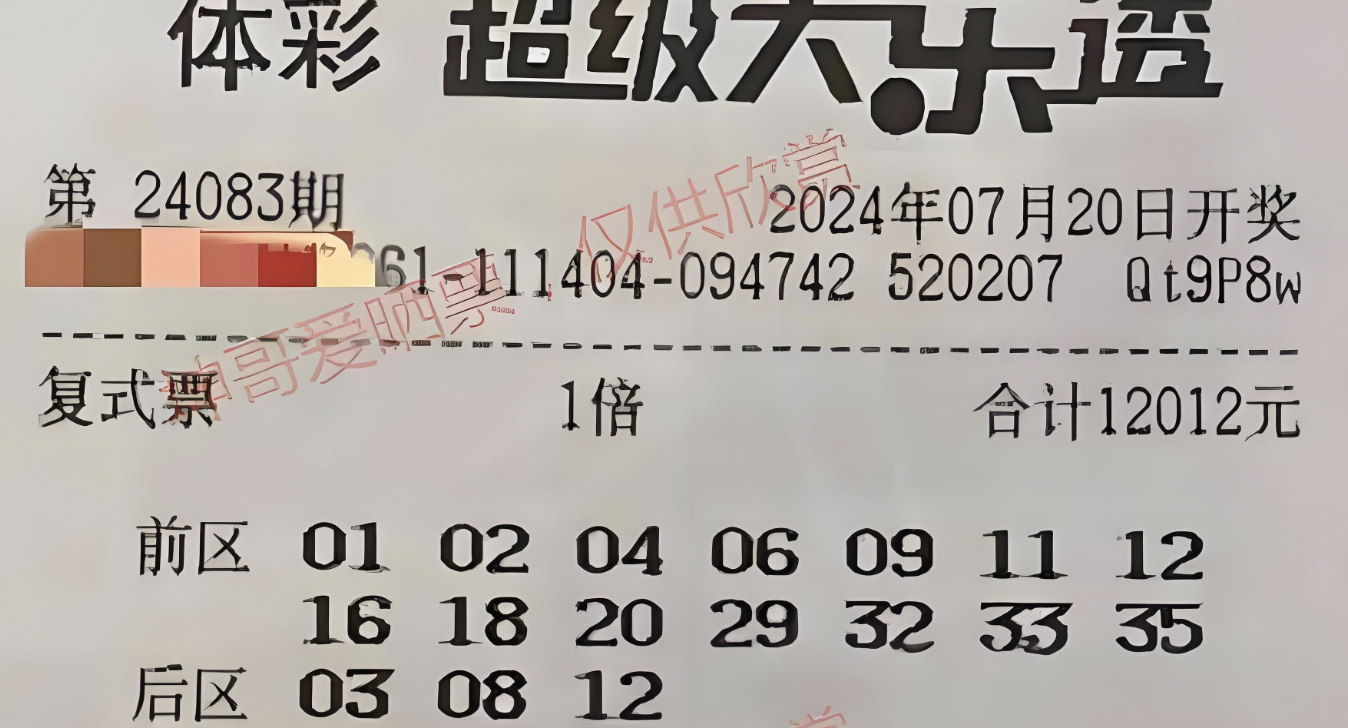 体彩 超级大乐透
第 24083期 2024年07月20日开奖
61-111404-094742 520207 Qt9P8w
仅供欣赏
哥爱晒票
复式票 1倍 合计12012元
前区 01 02 04 06 09 11 12
16 18 20 29 32 33 35
后区 03 08 12
赏